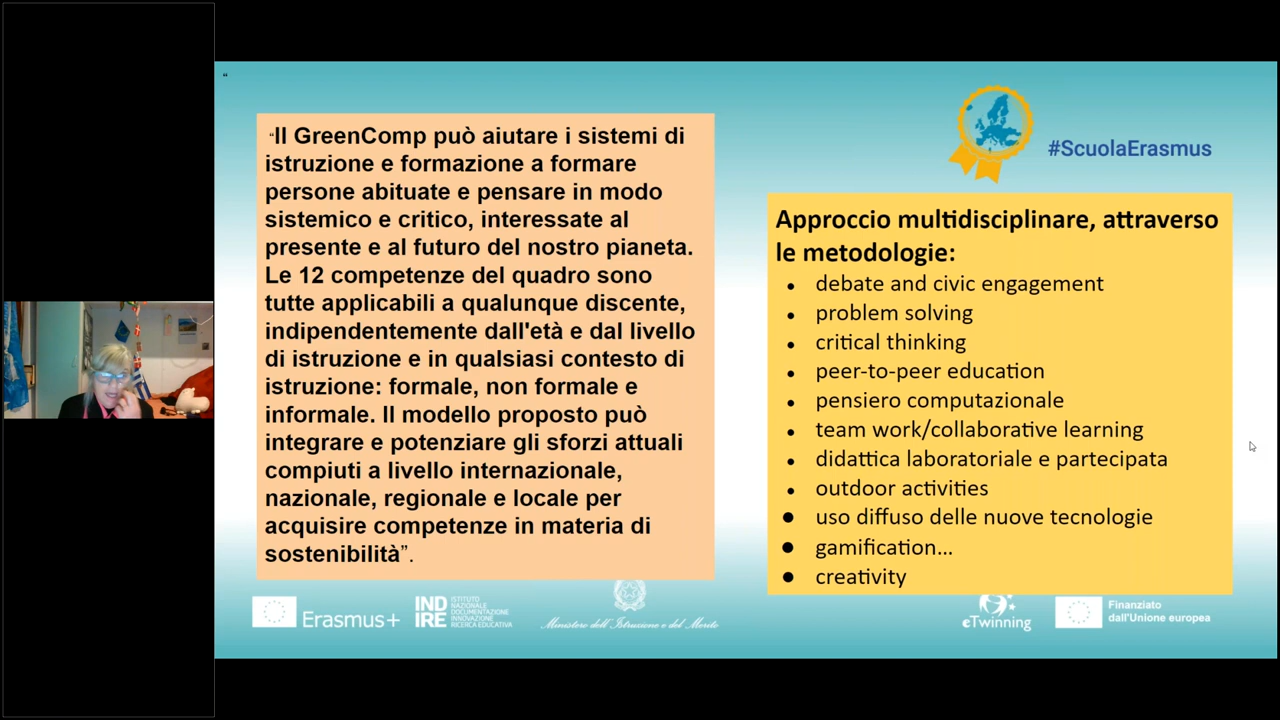 “
“Il GreenComp può aiutare i sistemi di
istruzione e formazione a formare
persone abituate e pensare in modo
sistemico e critico, interessate al
presente e al futuro del nostro pianeta.
Le 12 competenze del quadro sono
tutte applicabili a qualunque discente,
indipendentemente dall'età e dal livello
di istruzione e in qualsiasi contesto di
istruzione: formale, non formale e
informale. Il modello proposto può
integrare e potenziare gli sforzi attuali
compiuti a livello internazionale,
nazionale, regionale e locale per
acquisire competenze in materia di
sostenibilità”.
#ScuolaErasmus
Approccio multidisciplinare, attraverso
le metodologie:
• debate and civic engagement
• problem solving
• critical thinking
• peer-to-peer education
• pensiero computazionale
• team work/collaborative learning
• didattica laboratoriale e partecipata
• outdoor activities
• uso diffuso delle nuove tecnologie
• gamification...
• creativity
Erasmus+
INDIRE
ISTITUTO
NAZIONALE
DOCUMENTAZIONE
INNOVAZIONE
RICERCA EDUCATIVA
Ministero dell'Istruzione e del Merito
eTwinning
Finanziato
dall'Unione europea